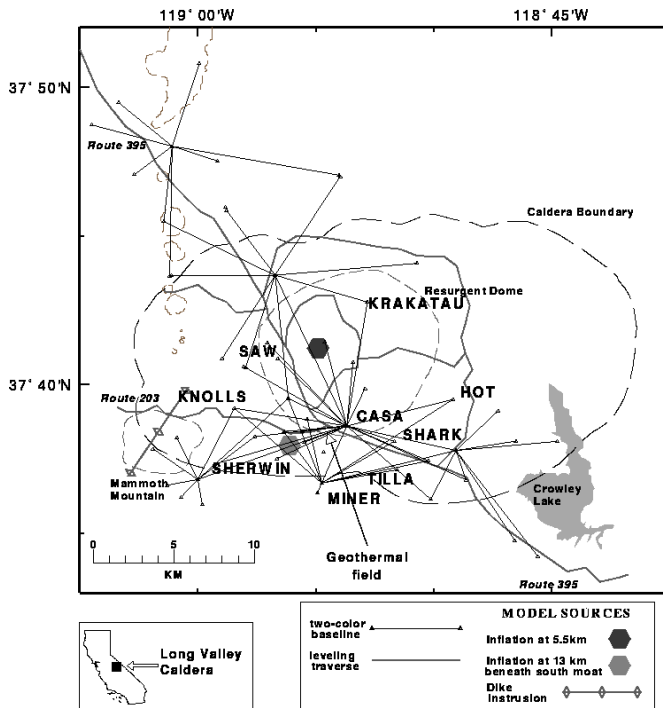 119° 00'W
118° 45'W
37° 50'N
Route 395
Caldera Boundary
Resurgent Dome
KRAKATAU
SAW
37° 40'N
KNOLLS
HOT
Route 203
CASA
SHARK
SHERWIN
TILLA
Mammoth
Mountain
MINER
Crowley
Lake
0 5 10
KM
Geothermal
field
Route 395
Long Valley
Caldera
MODEL SOURCES
two-color
baseline
Inflation at 5.5km
leveling
traverse
Inflation at 13 km
beneath south moat
Dike
instrusion